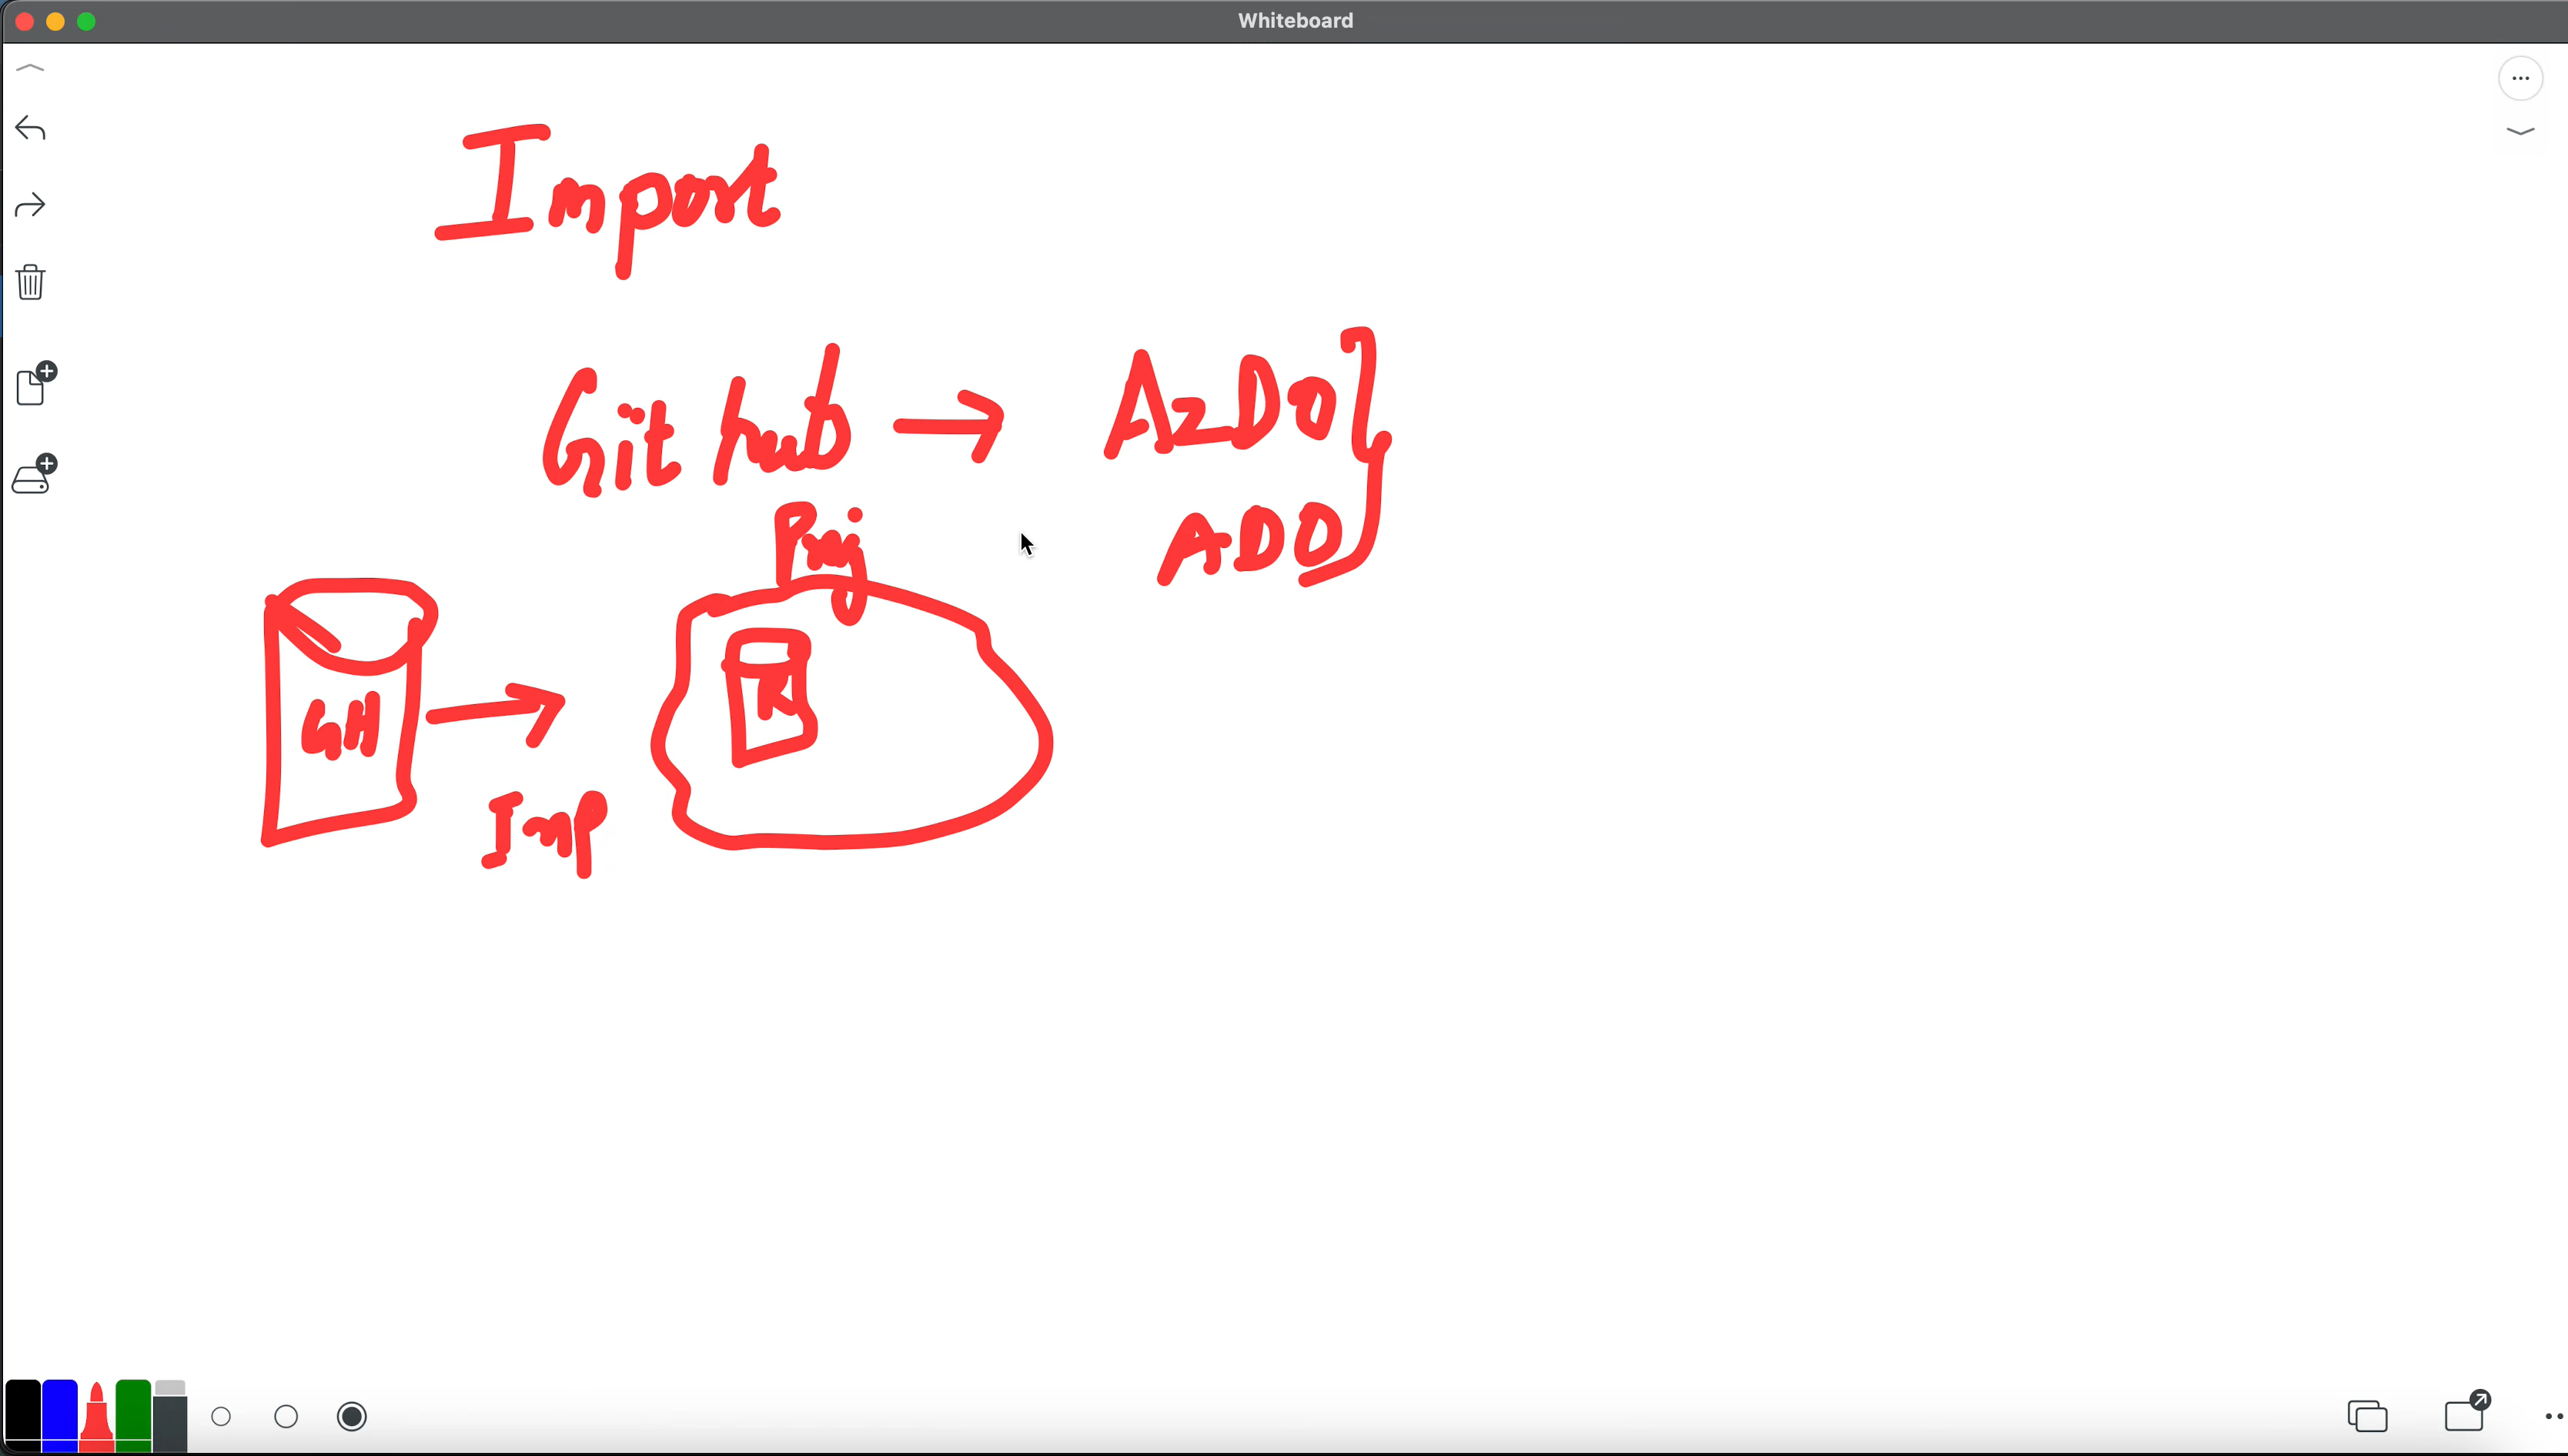 Whiteboard
Import
Github → AzDO
ADO
Proj
R
GH
Imp